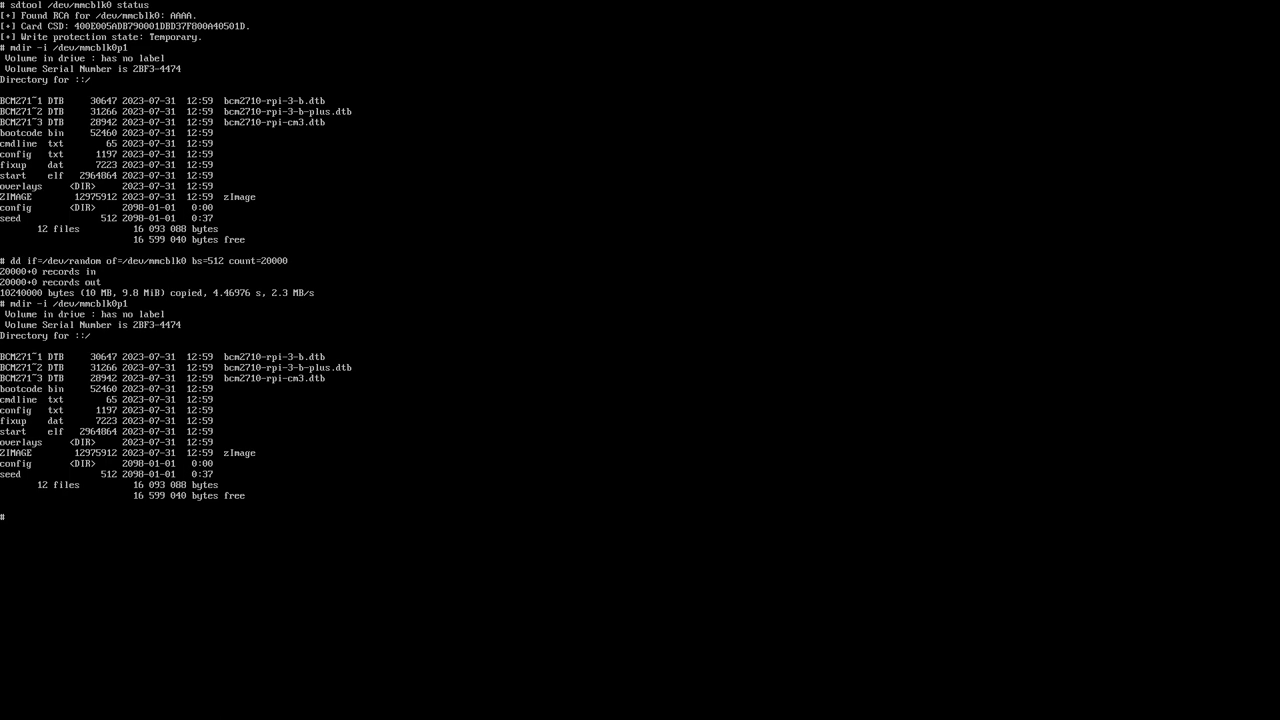 # sdtool /dev/mmcblk0 status
[+] Found RCA for /dev/mmcblk0: AAAA.
[+] Card CSD: 400E005ADB790001DBD37F800A40501D.
[+] Write protection state: Temporary.
# mdir -i /dev/mmcblk0p1
 Volume in drive : has no label
 Volume Serial Number is 2BF3-4474
Directory for ::/

BCM271~1 DTB     30647 2023-07-31  12:59  bcm2710-rpi-3-b.dtb
BCM271~2 DTB     31266 2023-07-31  12:59  bcm2710-rpi-3-b-plus.dtb
BCM271~3 DTB     28942 2023-07-31  12:59  bcm2710-rpi-cm3.dtb
bootcode bin     52460 2023-07-31  12:59
cmdline  txt        65 2023-07-31  12:59
config   txt      1197 2023-07-31  12:59
fixup    dat      7223 2023-07-31  12:59
start    elf   2964864 2023-07-31  12:59
overlays     <DIR>     2023-07-31  12:59
ZIMAGE        12975912 2023-07-31  12:59  zImage
config       <DIR>     2098-01-01   0:00
seed               512 2098-01-01   0:37
       12 files          16 093 088 bytes
                         16 599 040 bytes free

# dd if=/dev/random of=/dev/mmcblk0 bs=512 count=20000
20000+0 records in
20000+0 records out
10240000 bytes (10 MB, 9.8 MiB) copied, 4.46976 s, 2.3 MB/s
# mdir -i /dev/mmcblk0p1
 Volume in drive : has no label
 Volume Serial Number is 2BF3-4474
Directory for ::/

BCM271~1 DTB     30647 2023-07-31  12:59  bcm2710-rpi-3-b.dtb
BCM271~2 DTB     31266 2023-07-31  12:59  bcm2710-rpi-3-b-plus.dtb
BCM271~3 DTB     28942 2023-07-31  12:59  bcm2710-rpi-cm3.dtb
bootcode bin     52460 2023-07-31  12:59
cmdline  txt        65 2023-07-31  12:59
config   txt      1197 2023-07-31  12:59
fixup    dat      7223 2023-07-31  12:59
start    elf   2964864 2023-07-31  12:59
overlays     <DIR>     2023-07-31  12:59
ZIMAGE        12975912 2023-07-31  12:59  zImage
config       <DIR>     2098-01-01   0:00
seed               512 2098-01-01   0:37
       12 files          16 093 088 bytes
                         16 599 040 bytes free

#